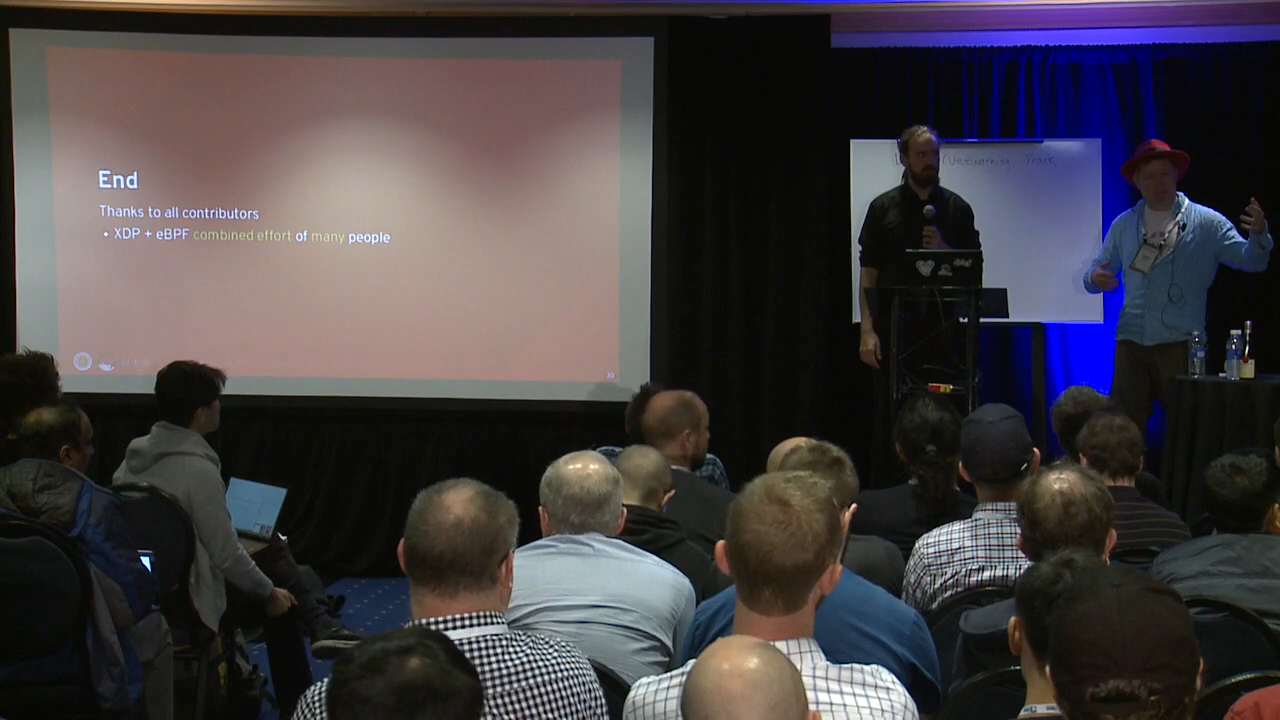 End
Thanks to all contributors
• XDP + eBPF combined effort of many people
Networking Track